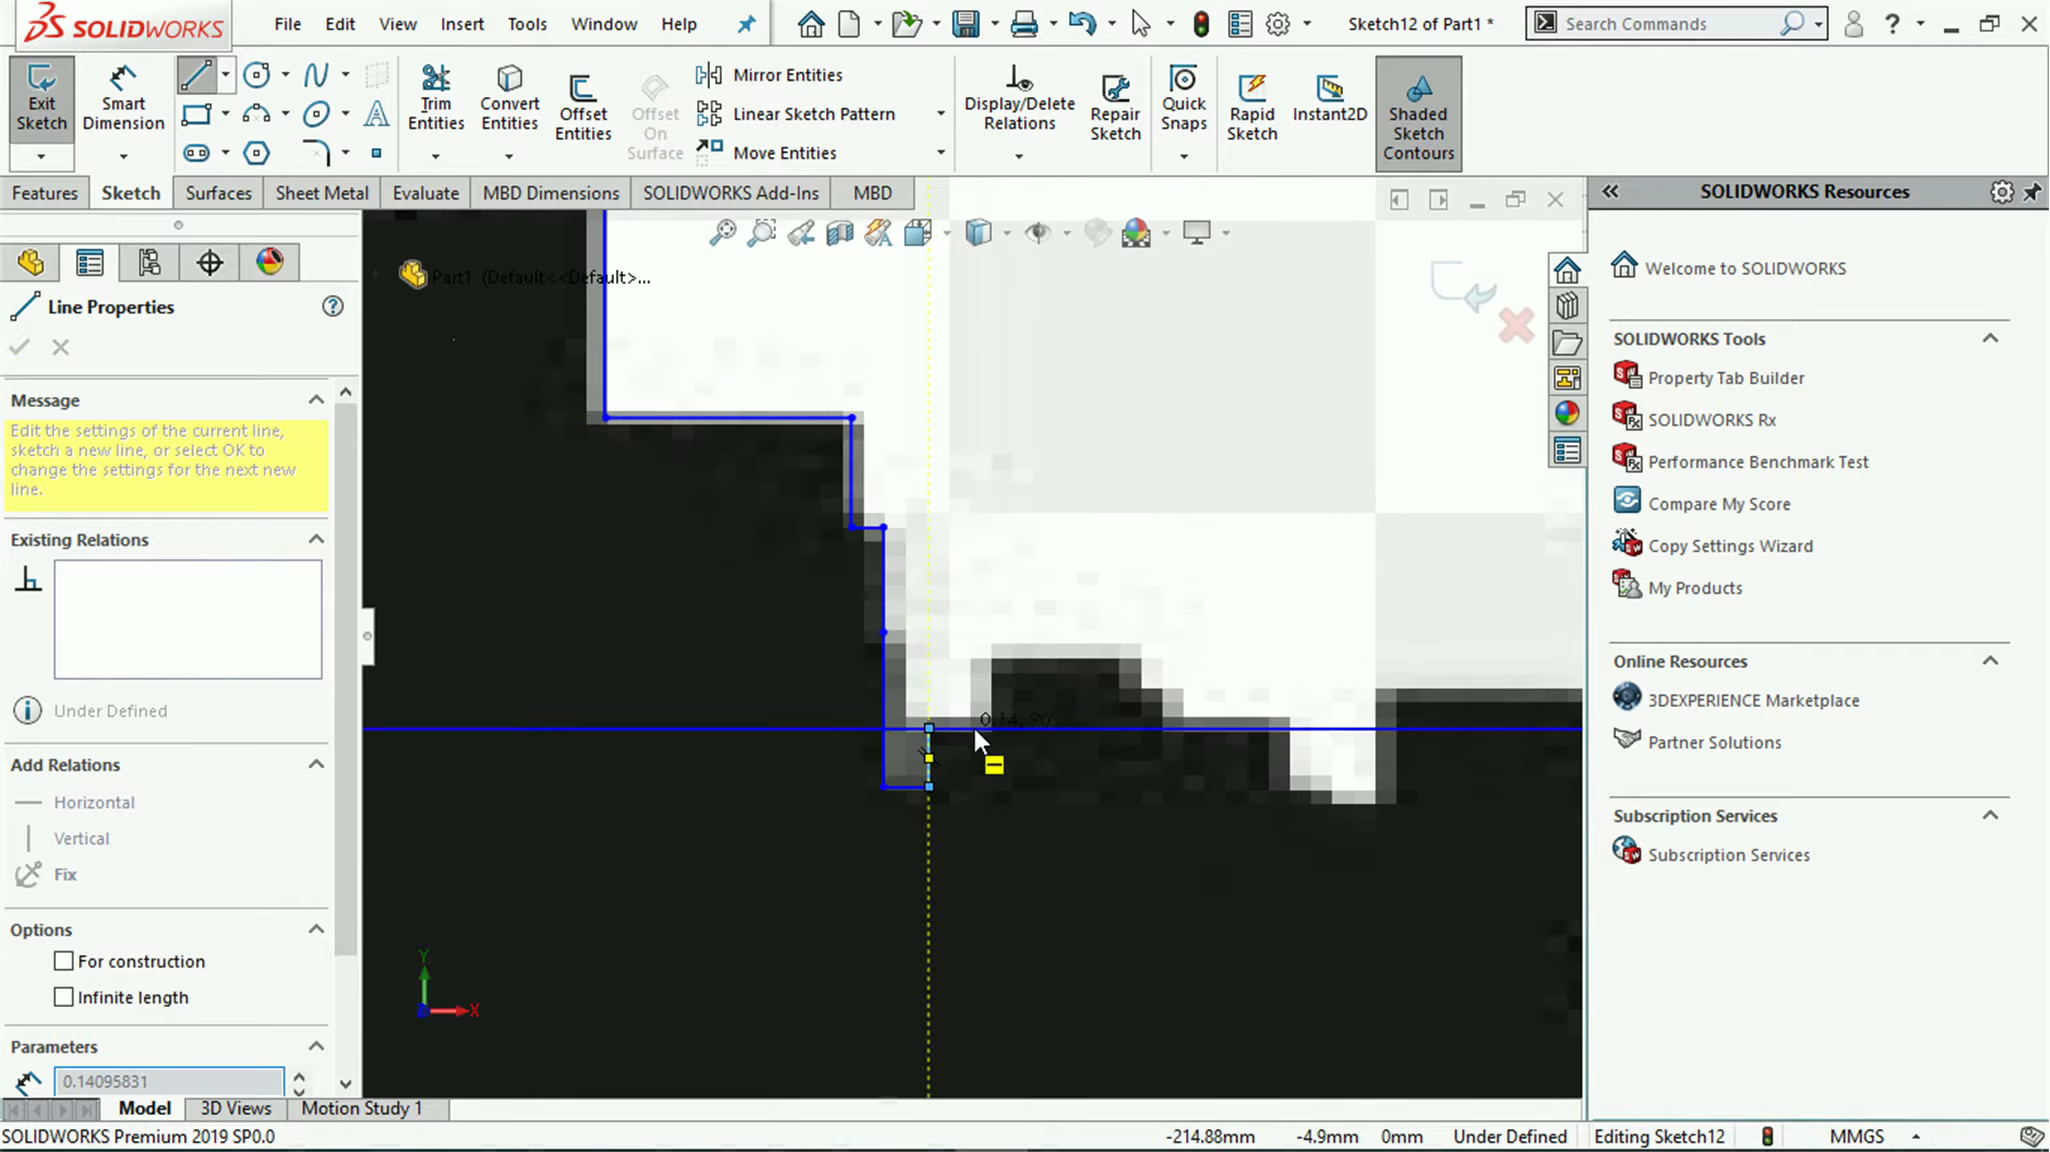 SOLIDWORKS
File Edit View Insert Tools Window Help
Sketch12 of Part1 *
Search Commands
Exit Sketch
Smart Dimension
Trim Entities
Convert Entities
Offset Entities
Offset On Surface
Mirror Entities
Linear Sketch Pattern
Move Entities
Display/Delete Relations
Repair Sketch
Quick Snaps
Rapid Sketch
Instant2D
Shaded Sketch Contours
Features Sketch Surfaces Sheet Metal Evaluate MBD Dimensions SOLIDWORKS Add-Ins MBD
Line Properties
Message
Edit the settings of the current line,
sketch a new line, or select OK to
change the settings for the next new
line.
Existing Relations
Under Defined
Add Relations
Horizontal
Vertical
Fix
Options
For construction
Infinite length
Parameters
0.14095831
Part1 (Default<<Default>...
Y
X
SOLIDWORKS Resources
Welcome to SOLIDWORKS
SOLIDWORKS Tools
Property Tab Builder
SOLIDWORKS Rx
Performance Benchmark Test
Compare My Score
Copy Settings Wizard
My Products
Online Resources
3DEXPERIENCE Marketplace
Partner Solutions
Subscription Services
Subscription Services
Model 3D Views Motion Study 1
SOLIDWORKS Premium 2019 SP0.0
-214.88mm -4.9mm 0mm Under Defined Editing Sketch12 MMGS